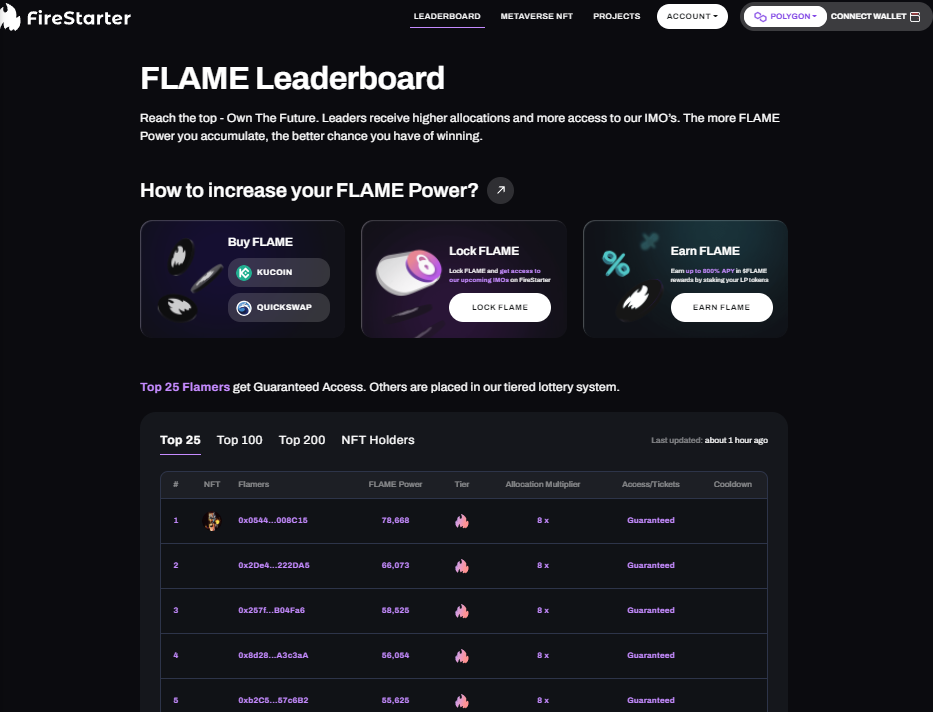 FireStarter
LEADERBOARD METAVERSE NFT PROJECTS ACCOUNT POLYGON CONNECT WALLET
FLAME Leaderboard
Reach the top - Own The Future. Leaders receive higher allocations and more access to our IMO's. The more FLAME
Power you accumulate, the better chance you have of winning.
How to increase your FLAME Power?
Buy FLAME
KUCOIN
QUICKSWAP
Lock FLAME
Lock FLAME and get access to
our upcoming IMOs on FireStarter
LOCK FLAME
Earn FLAME
Earn up to 800% APY in $FLAME
rewards by staking your LP tokens
EARN FLAME
Top 25 Flamers get Guaranteed Access. Others are placed in our tiered lottery system.
Top 25 Top 100 Top 200 NFT Holders Last updated: about 1 hour ago
# NFT Flamers FLAME Power Tier Allocation Multiplier Access/Tickets Cooldown
1 0x0544...008C15 78,668 8 x Guaranteed
2 0x2De4...222DA5 66,073 8 x Guaranteed
3 0x257f...B04Fa6 58,525 8 x Guaranteed
4 0x8d28...A3c3aA 56,054 8 x Guaranteed
5 0xb2C5...57c6B2 55,625 8 x Guaranteed